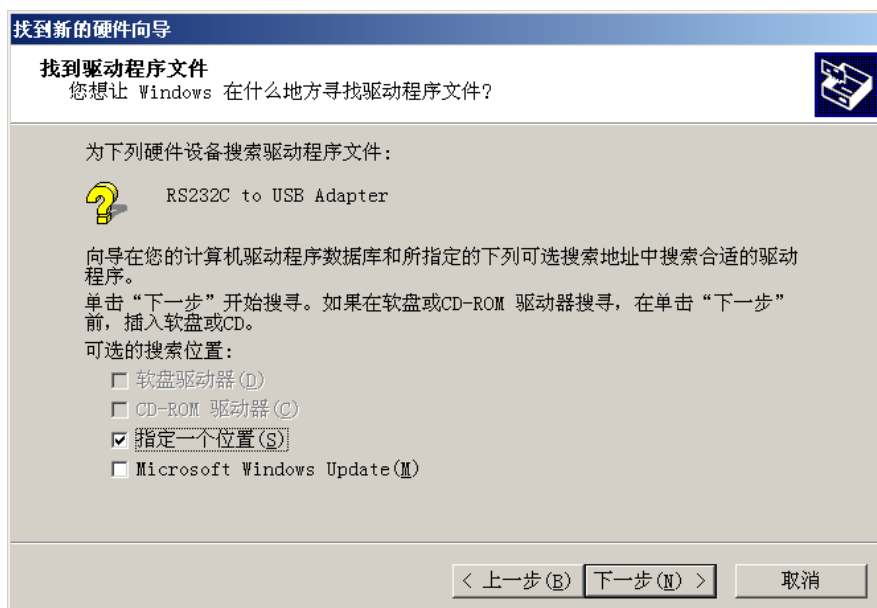 找到新的硬件向导
找到驱动程序文件
您想让 Windows 在什么地方寻找驱动程序文件?
为下列硬件设备搜索驱动程序文件:
RS232C to USB Adapter
向导在您的计算机驱动程序数据库和所指定的下列可选搜索地址中搜索合适的驱动
程序。
单击“下一步”开始搜寻。如果在软盘或CD-ROM 驱动器搜寻，在单击“下一步”
前，插入软盘或CD。
可选的搜索位置:
软盘驱动器(D)
CD-ROM 驱动器(C)
指定一个位置(S)
Microsoft Windows Update(M)
< 上一步(B) 下一步(N) > 取消